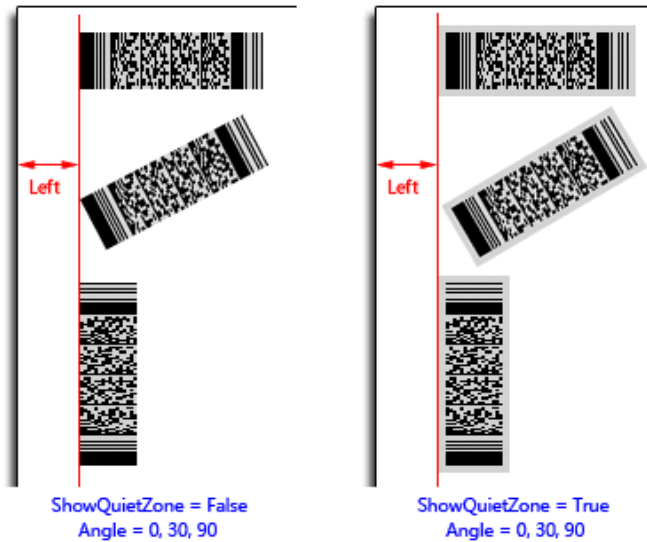 Left
Left
ShowQuietZone = False
Angle = 0, 30, 90
ShowQuietZone = True
Angle = 0, 30, 90